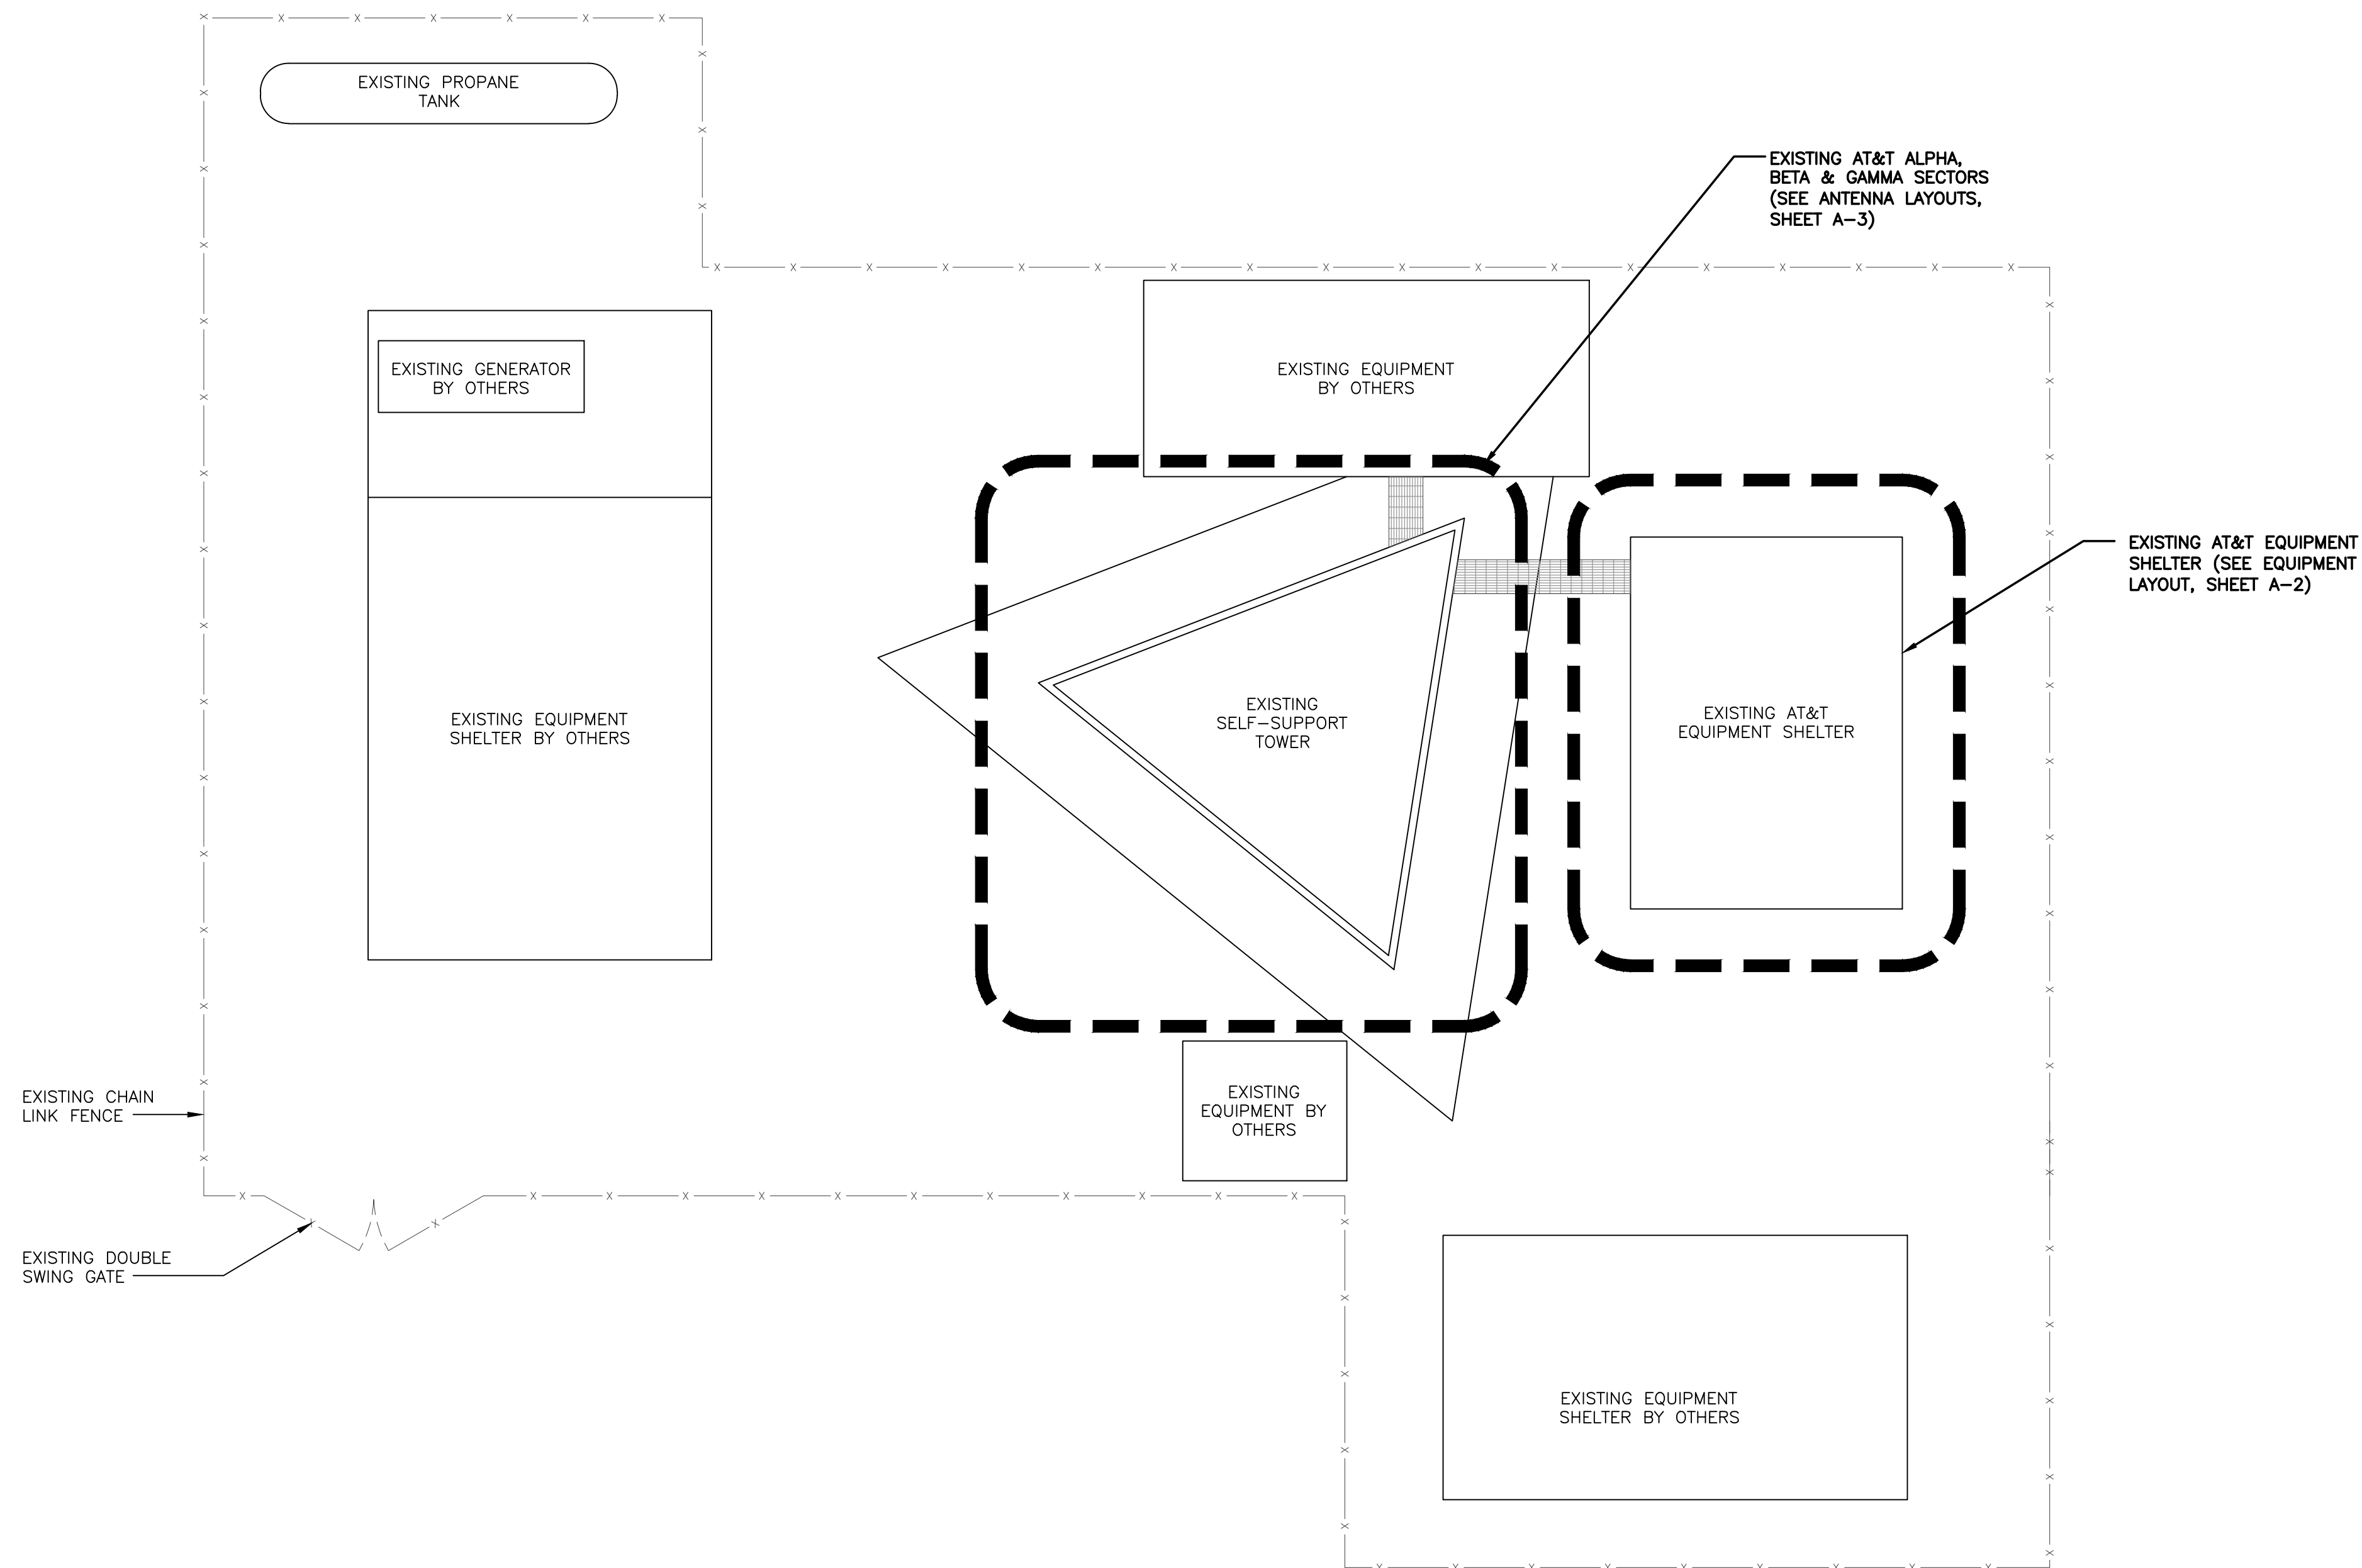 EXISTING PROPANE
TANK
EXISTING AT&T ALPHA,
BETA & GAMMA SECTORS
(SEE ANTENNA LAYOUTS,
SHEET A-3)
EXISTING GENERATOR
BY OTHERS
EXISTING EQUIPMENT
BY OTHERS
EXISTING AT&T EQUIPMENT
SHELTER (SEE EQUIPMENT
LAYOUT, SHEET A-2)
EXISTING EQUIPMENT
SHELTER BY OTHERS
EXISTING
SELF-SUPPORT
TOWER
EXISTING AT&T
EQUIPMENT SHELTER
EXISTING CHAIN
LINK FENCE
EXISTING
EQUIPMENT BY
OTHERS
EXISTING DOUBLE
SWING GATE
EXISTING EQUIPMENT
SHELTER BY OTHERS